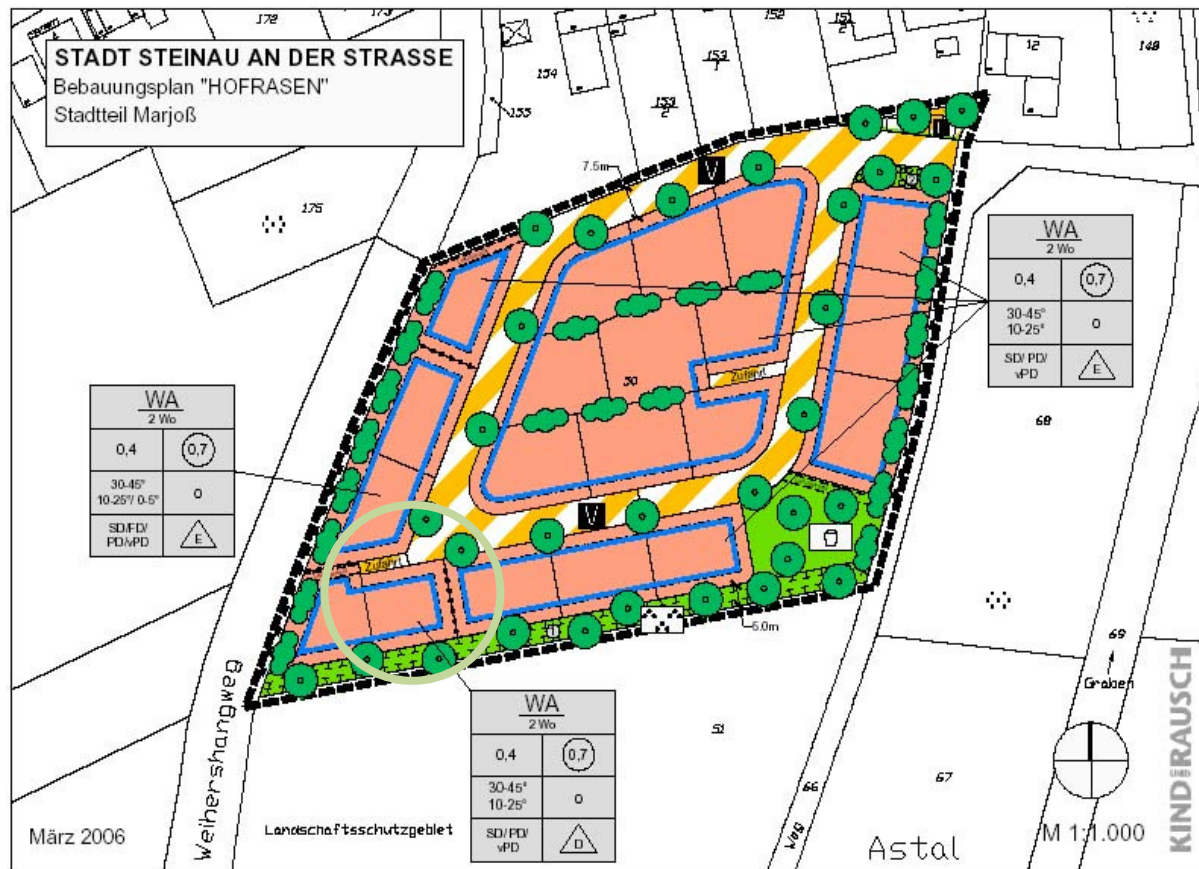 STADT STEINAU AN DER STRASSE
Bebauungsplan "HOFRASEN"
Stadtteil Marjoß
172
173
154
155
153
1
153
2
152
151
2
12
148
175
7.5m
V
WA
2 Wo
0,4 0,7
30-45° o
10-25°
SD/ PD/ E
vPD
Zufahrt
50
68
WA
2 Wo
0,4 0,7
30-45° o
10-25°/ 0-5°
SD/FD/ E
PD/vPD
V
Zufahrt
5.0m
69
Graben
WA
2 Wo
0,4 0,7
30-45° o
10-25°
SD/ PD/ D
vPD
51
66
67
Weg
Weihershangweg
Landschaftsschutzgebiet
März 2006
Astal
M 1:1.000
KIND RAUSCH